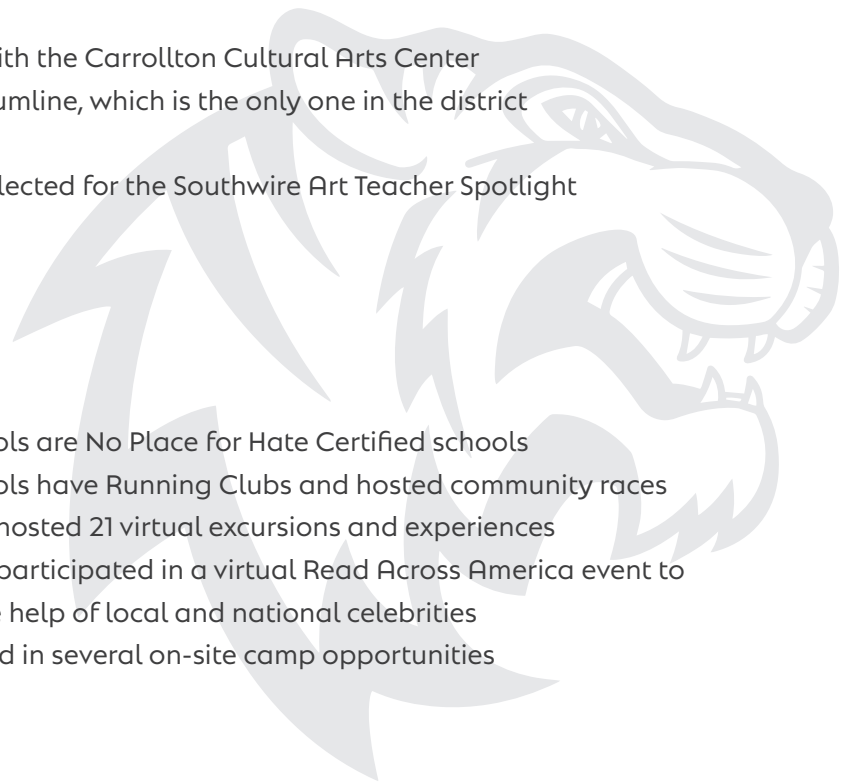 ith the Carrollton Cultural Arts Center
umline, which is the only one in the district
lected for the Southwire Art Teacher Spotlight
ols are No Place for Hate Certified schools
ols have Running Clubs and hosted community races
hosted 21 virtual excursions and experiences
participated in a virtual Read Across America event to
e help of local and national celebrities
d in several on-site camp opportunities